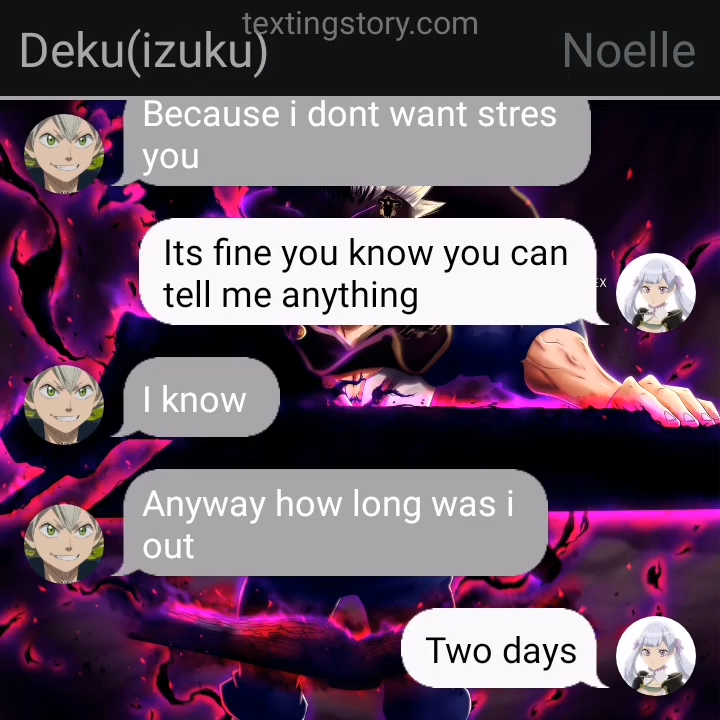 textingstory.com
Deku(izuku)
Noelle
Because i dont want stres
you
Its fine you know you can
tell me anything
EX
I know
Anyway how long was i
out
Two days